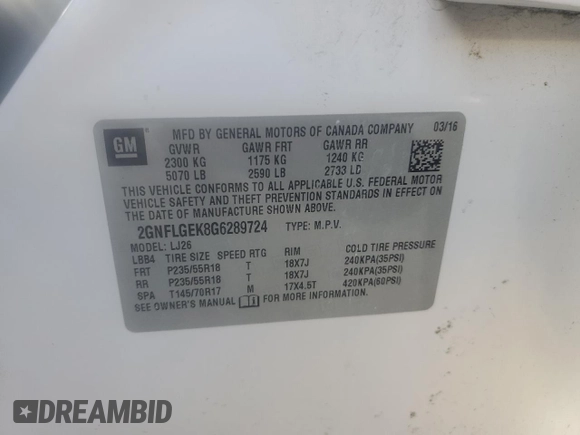 GM
MFD BY GENERAL MOTORS OF CANADA COMPANY 03/16
GVWR GAWR FRT GAWR RR
2300 KG 1175 KG 1240 KG
5070 LB 2590 LB 2733 LB
THIS VEHICLE CONFORMS TO ALL APPLICABLE U.S. FEDERAL MOTOR
VEHICLE SAFETY AND THEFT PREVENTION STANDARDS IN EFFECT ON
THE DATE OF MANUFACTURE SHOWN ABOVE.
2GNFLGEK8G6289724 TYPE: M.P.V.
MODEL: LJ26
LBB4 TIRE SIZE SPEED RTG RIM COLD TIRE PRESSURE
FRT P235/55R18 T 18X7J 240KPA(35PSI)
RR P235/55R18 T 18X7J 240KPA(35PSI)
SPA T145/70R17 M 17X4.5T 420KPA(60PSI)
SEE OWNER'S MANUAL FOR MORE INFORMATION.
DREAMBID